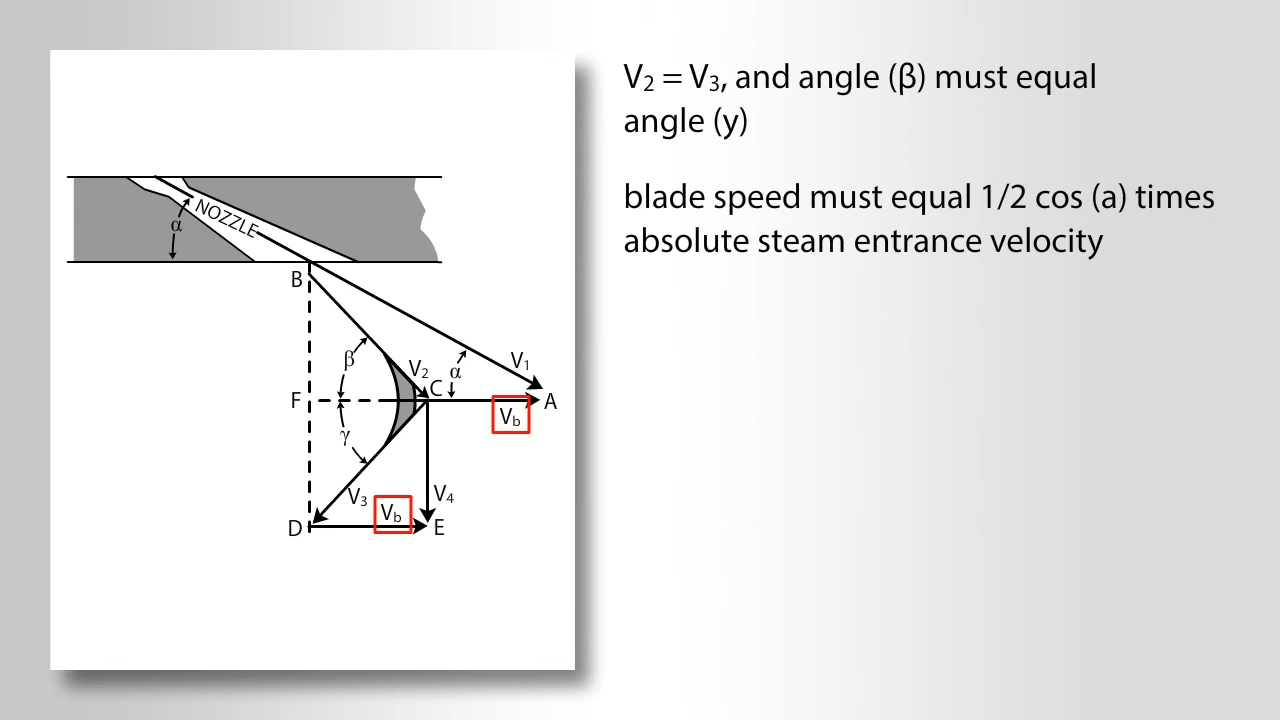 V₂ = V₃, and angle (β) must equal
angle (y)
blade speed must equal 1/2 cos (a) times
absolute steam entrance velocity
NOZZLE
α
B
β
V₂
α
V₁
C
F
A
V_b
γ
V₃
V_b
V₄
D
E